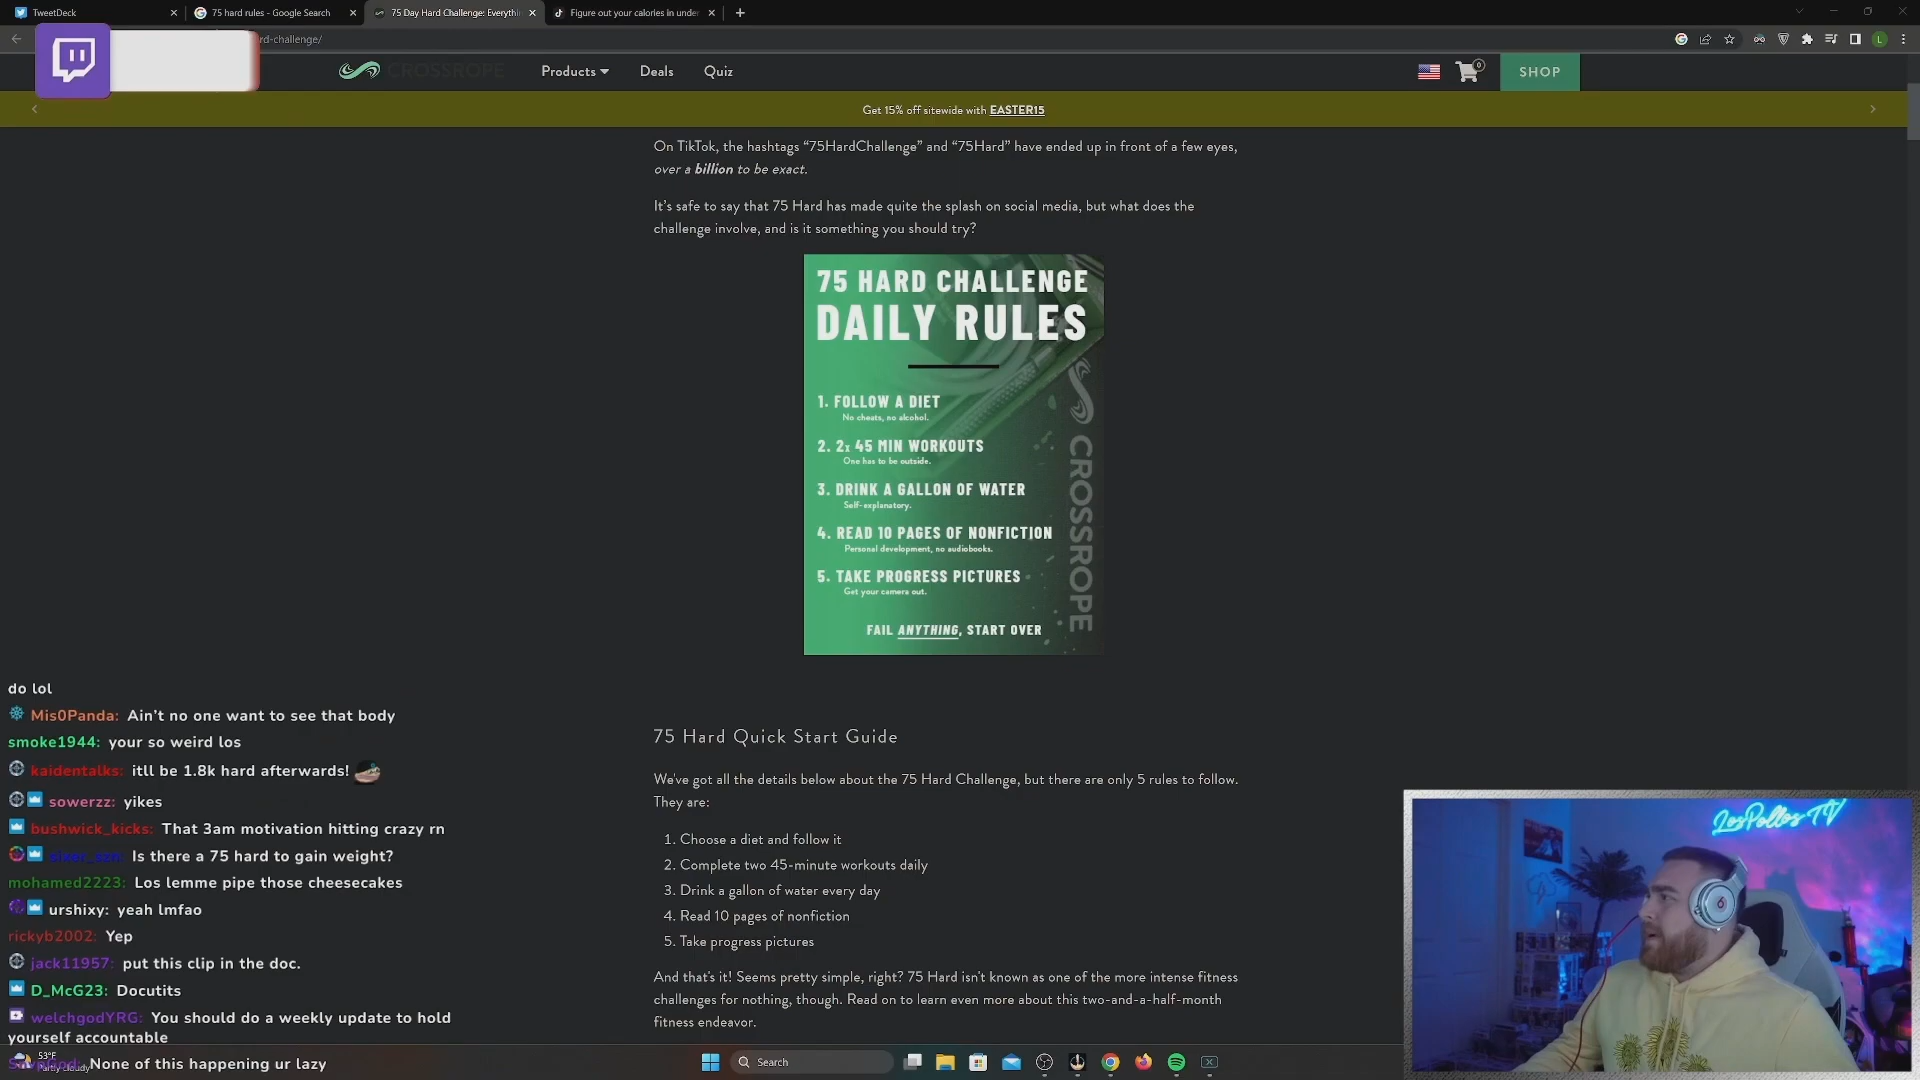 TweetDeck
75 hard rules - Google Search
75 Day Hard Challenge: Everythi
Figure out your calories in under
rd-challenge/
CROSSROPE
Products
Deals
Quiz
0
SHOP
Get 15% off sitewide with EASTER15
On TikTok, the hashtags “75HardChallenge” and “75Hard” have ended up in front of a few eyes,
over a billion to be exact.
It’s safe to say that 75 Hard has made quite the splash on social media, but what does the
challenge involve, and is it something you should try?
75 HARD CHALLENGE
DAILY RULES
1. FOLLOW A DIET
No cheats, no alcohol.
2. 2x 45 MIN WORKOUTS
One has to be outside.
3. DRINK A GALLON OF WATER
Self-explanatory.
4. READ 10 PAGES OF NONFICTION
Personal development, no audiobooks.
5. TAKE PROGRESS PICTURES
Get your camera out.
FAIL ANYTHING, START OVER
CROSSROPE
75 Hard Quick Start Guide
We've got all the details below about the 75 Hard Challenge, but there are only 5 rules to follow.
They are:
1. Choose a diet and follow it
2. Complete two 45-minute workouts daily
3. Drink a gallon of water every day
4. Read 10 pages of nonfiction
5. Take progress pictures
And that's it! Seems pretty simple, right? 75 Hard isn't known as one of the more intense fitness
challenges for nothing, though. Read on to learn even more about this two-and-a-half-month
fitness endeavor.
do lol
Mis0Panda: Ain’t no one want to see that body
smoke1944: your so weird los
kaidentalks: itll be 1.8k hard afterwards!
sowerzz: yikes
bushwick_kicks: That 3am motivation hitting crazy rn
Is there a 75 hard to gain weight?
mohamed2223: Los lemme pipe those cheesecakes
urshixy: yeah lmfao
rickyb2002: Yep
jack11957: put this clip in the doc.
D_McG23: Docutits
welchgodYRG: You should do a weekly update to hold
yourself accountable
None of this happening ur lazy
53°F
Partly cloudy
Search
LosPollos TV
L